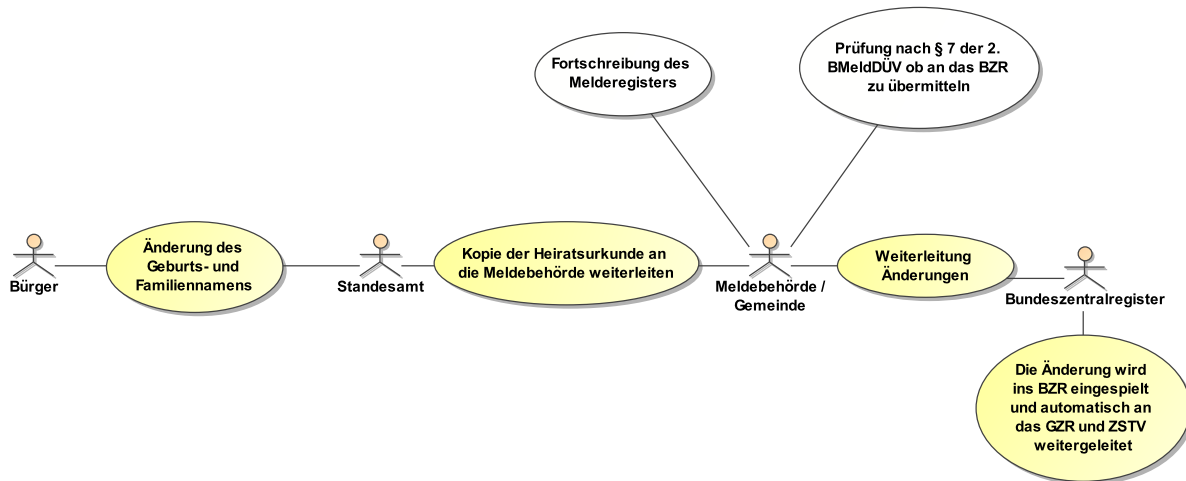 Fortschreibung des
Melderegisters
Prüfung nach § 7 der 2.
BMeldDÜV ob an das BZR
zu übermitteln
Bürger
Änderung des
Geburts- und
Familiennamens
Standesamt
Kopie der Heiratsurkunde an
die Meldebehörde weiterleiten
Meldebehörde /
Gemeinde
Weiterleitung
Änderungen
Bundeszentralregister
Die Änderung wird
ins BZR eingespielt
und automatisch an
das GZR und ZSTV
weitergeleitet